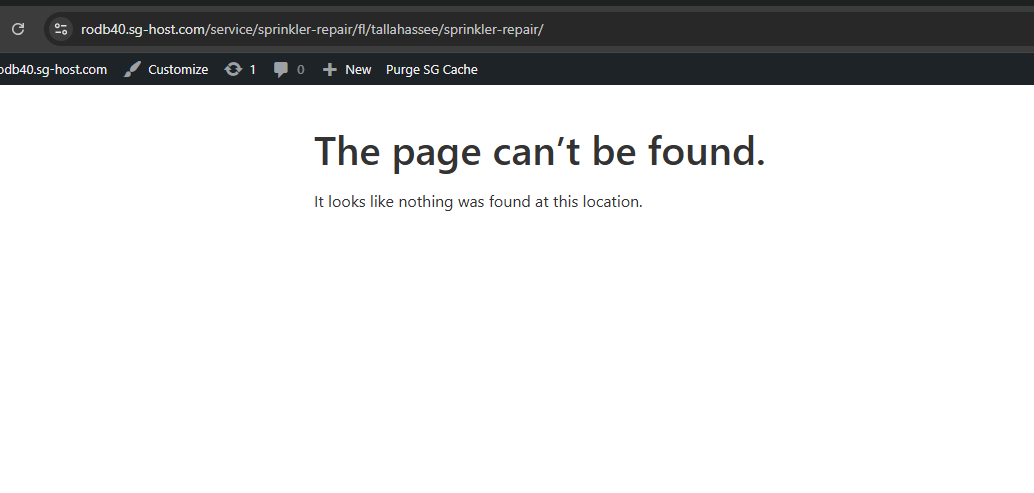 rodb40.sg-host.com/service/sprinkler-repair/fl/tallahassee/sprinkler-repair/
odb40.sg-host.com Customize 1 0 New Purge SG Cache
The page can’t be found.
It looks like nothing was found at this location.